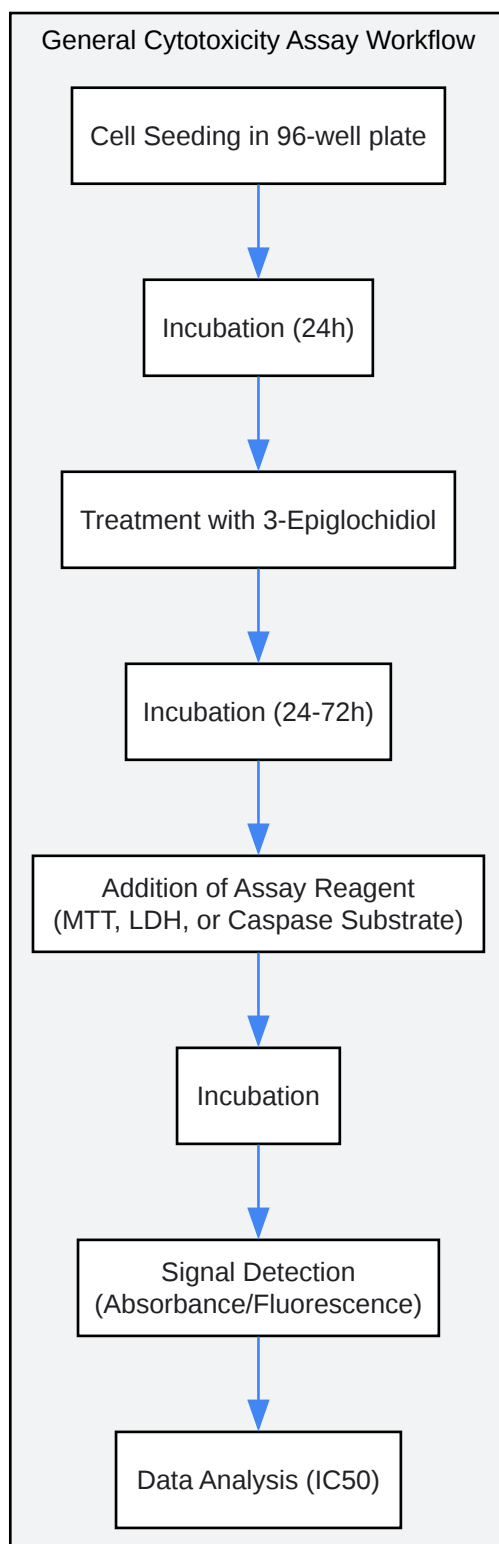 General Cytotoxicity Assay Workflow
Cell Seeding in 96-well plate
Incubation (24h)
Treatment with 3-Epiglochidiol
Incubation (24-72h)
Addition of Assay Reagent
(MTT, LDH, or Caspase Substrate)
Incubation
Signal Detection
(Absorbance/Fluorescence)
Data Analysis (IC50)